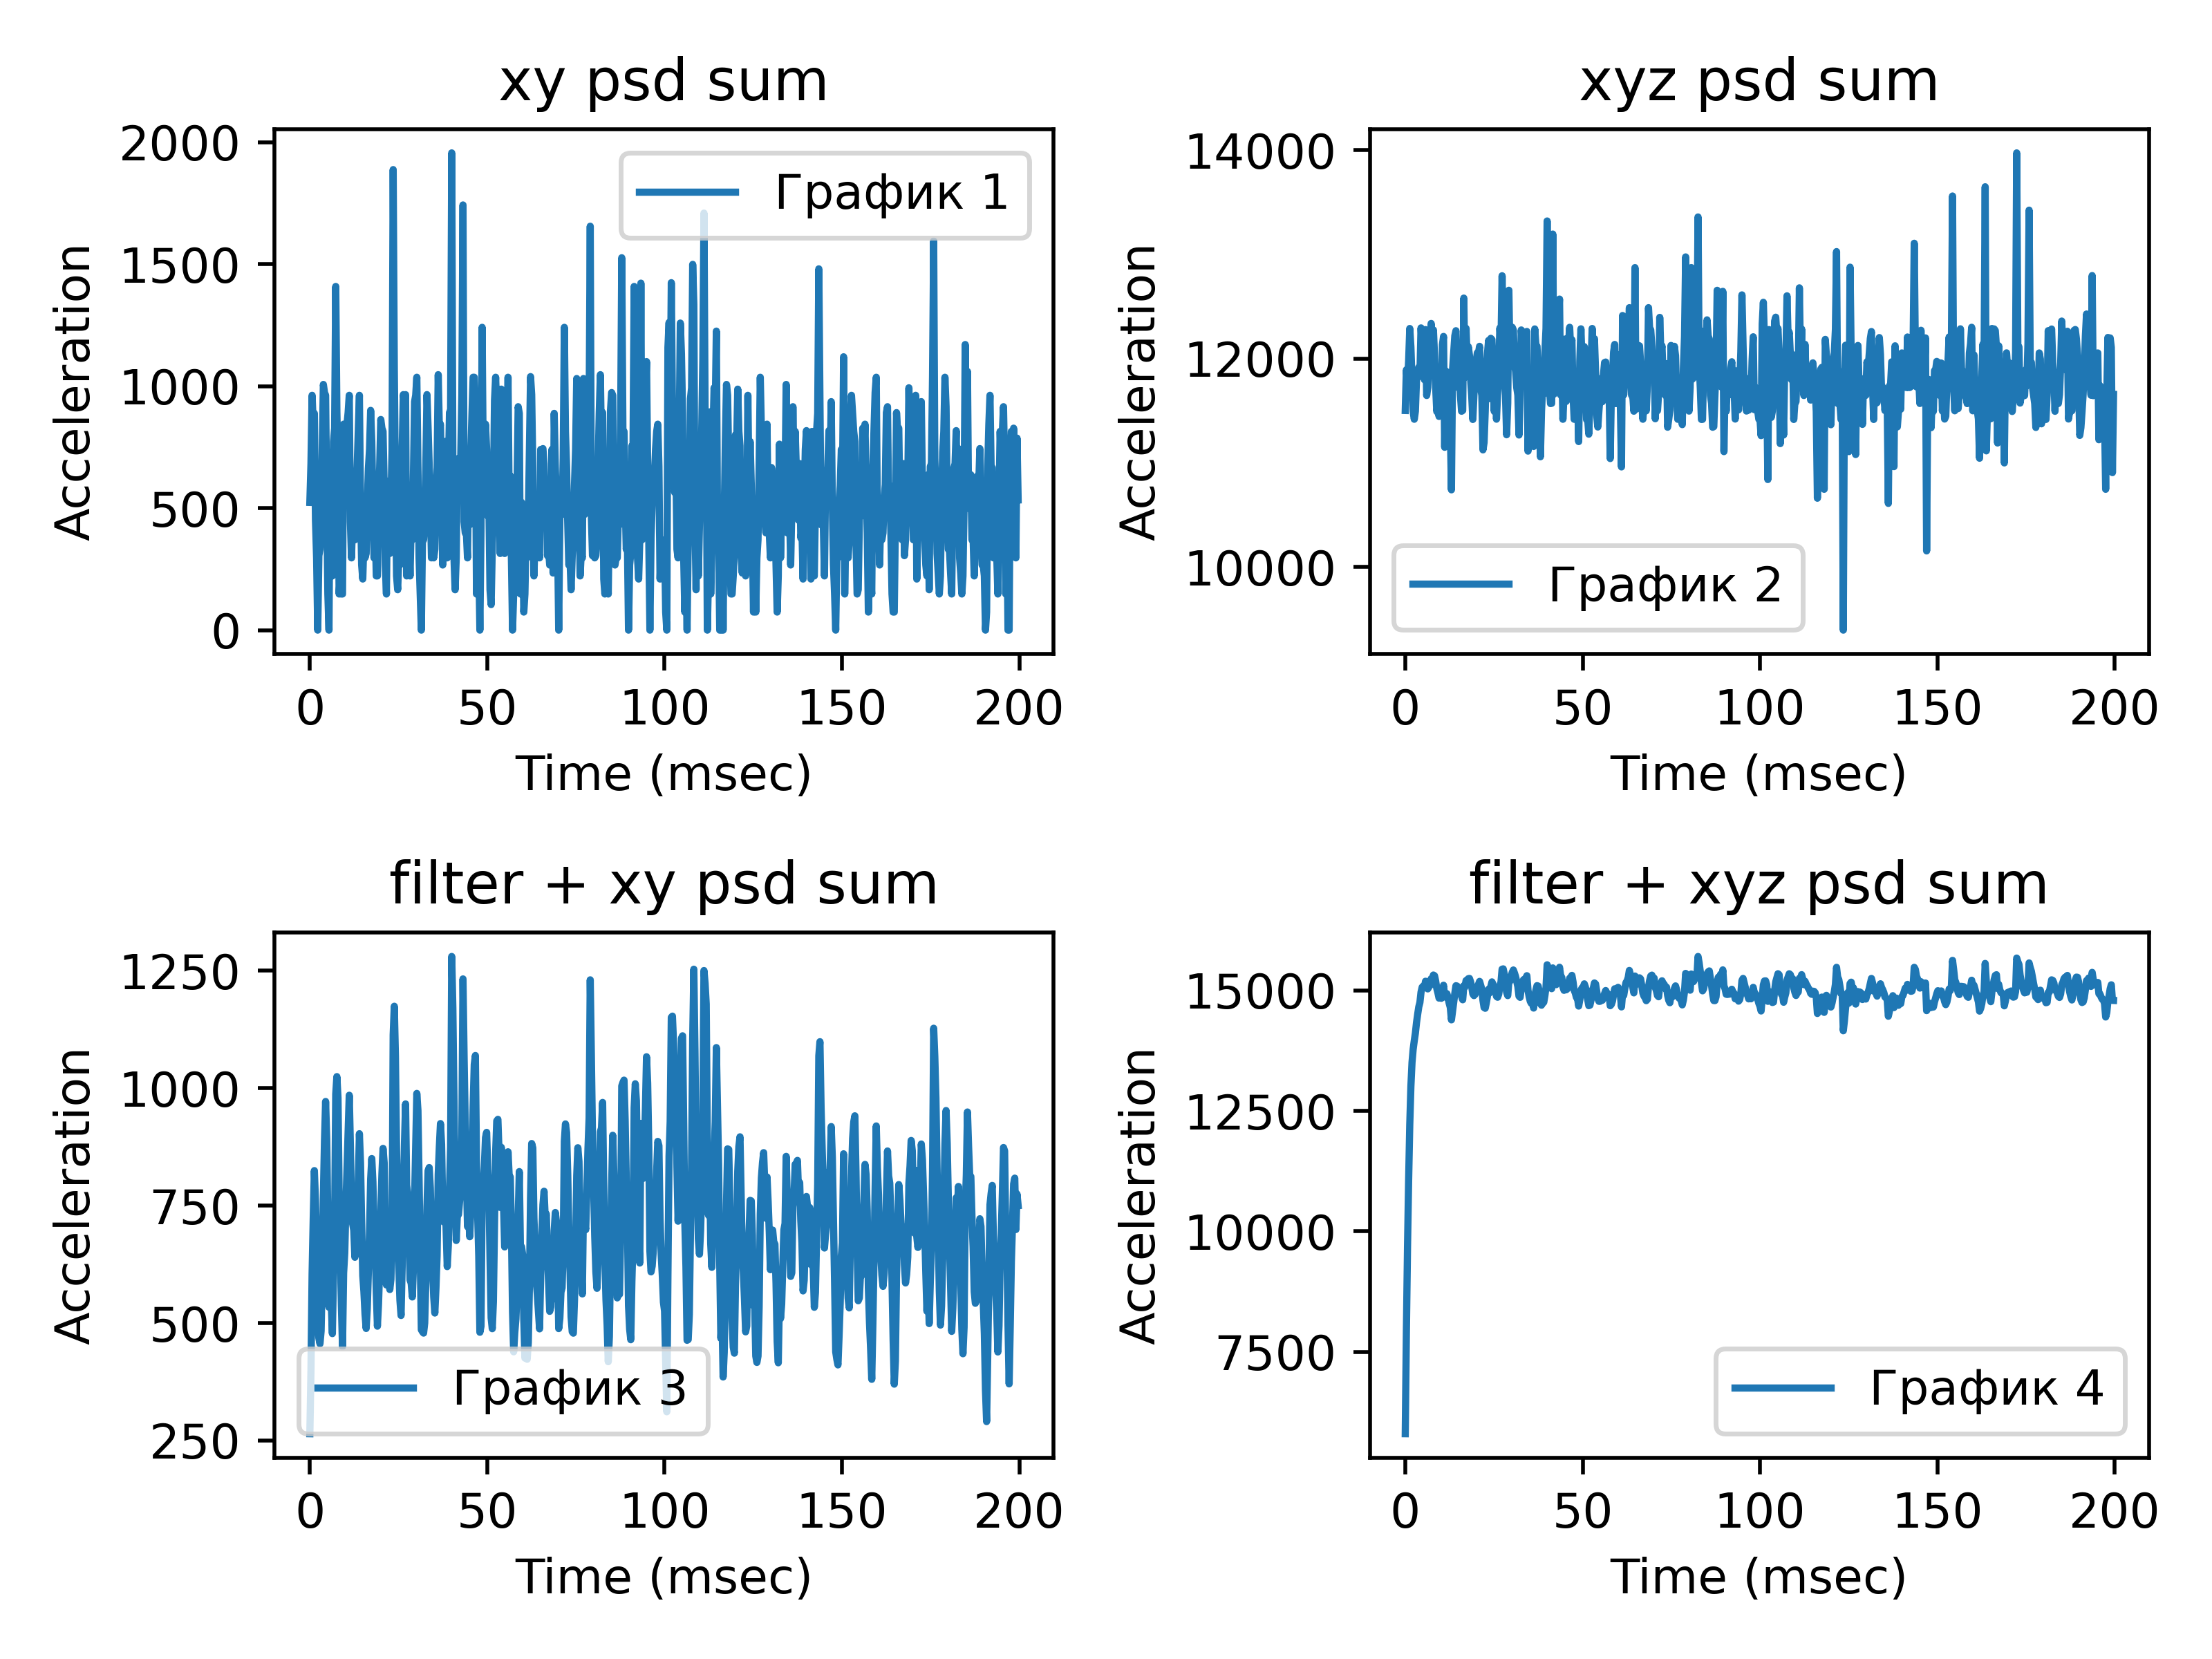 xy psd sum
2000
1500
1000
500
0
Acceleration
График 1
0 50 100 150 200
Time (msec)
xyz psd sum
14000
12000
10000
Acceleration
График 2
0 50 100 150 200
Time (msec)
filter + xy psd sum
1250
1000
750
500
250
Acceleration
График 3
0 50 100 150 200
Time (msec)
filter + xyz psd sum
15000
12500
10000
7500
Acceleration
График 4
0 50 100 150 200
Time (msec)